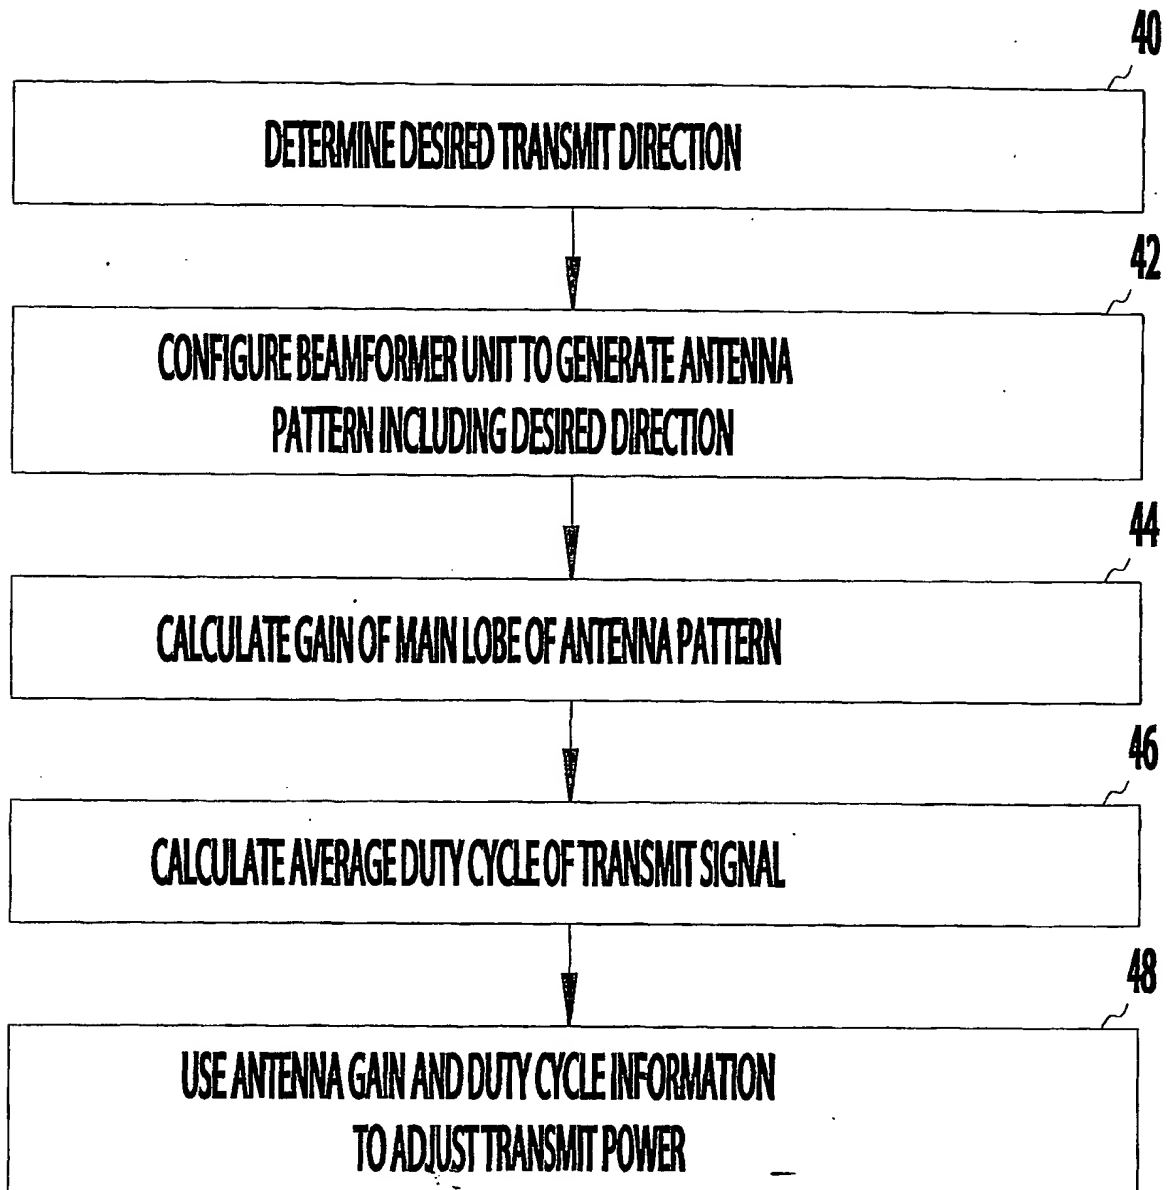 40
DETERMINE DESIRED TRANSMIT DIRECTION
42
CONFIGURE BEAMFORMER UNIT TO GENERATE ANTENNA
PATTERN INCLUDING DESIRED DIRECTION
44
CALCULATE GAIN OF MAIN LOBE OF ANTENNA PATTERN
46
CALCULATE AVERAGE DUTY CYCLE OF TRANSMIT SIGNAL
48
USE ANTENNA GAIN AND DUTY CYCLE INFORMATION
TO ADJUST TRANSMIT POWER